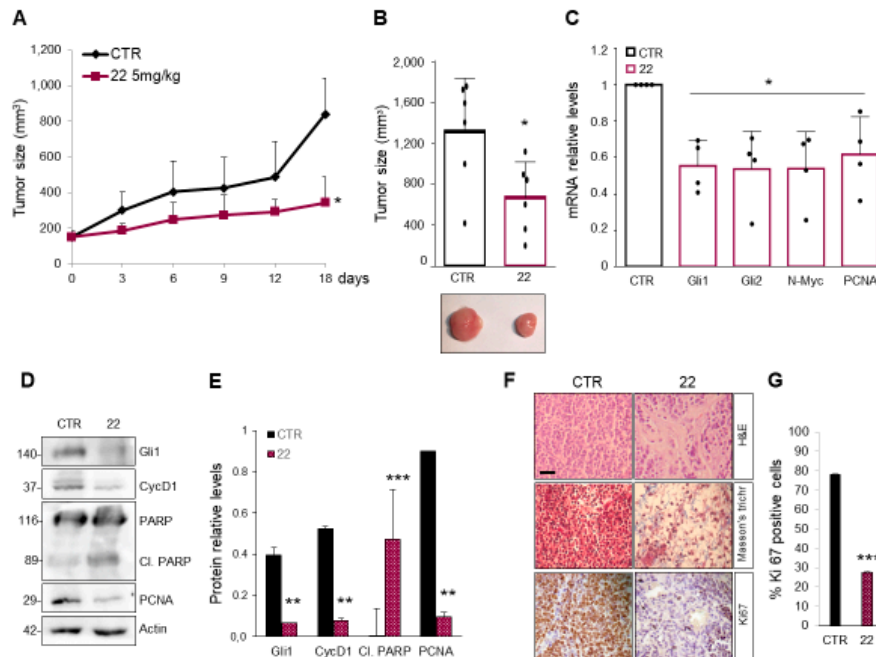 A
CTR
22 5mg/kg
Tumor size (mm³)
1,200
1,000
800
600
400
200
0
0 3 6 9 12 18 days
*
B
Tumor size (mm³)
2,000
1,600
1,200
800
400
0
*
CTR 22
C
CTR
22
mRNA relative levels
1.2
1
0.8
0.6
0.4
0.2
0
*
CTR Gli1 Gli2 N-Myc PCNA
D
CTR 22
140 Gli1
37 CycD1
116 PARP
89 Cl. PARP
29 PCNA
42 Actin
E
CTR
22
Protein relative levels
1
0.8
0.6
0.4
0.2
0,0
** ** *** **
Gli1 CycD1 Cl. PARP PCNA
F
CTR 22
H&E
Masson's trichr
Ki67
G
% Ki 67 positive cells
80
90
70
60
50
40
30
20
10
0
***
CTR 22